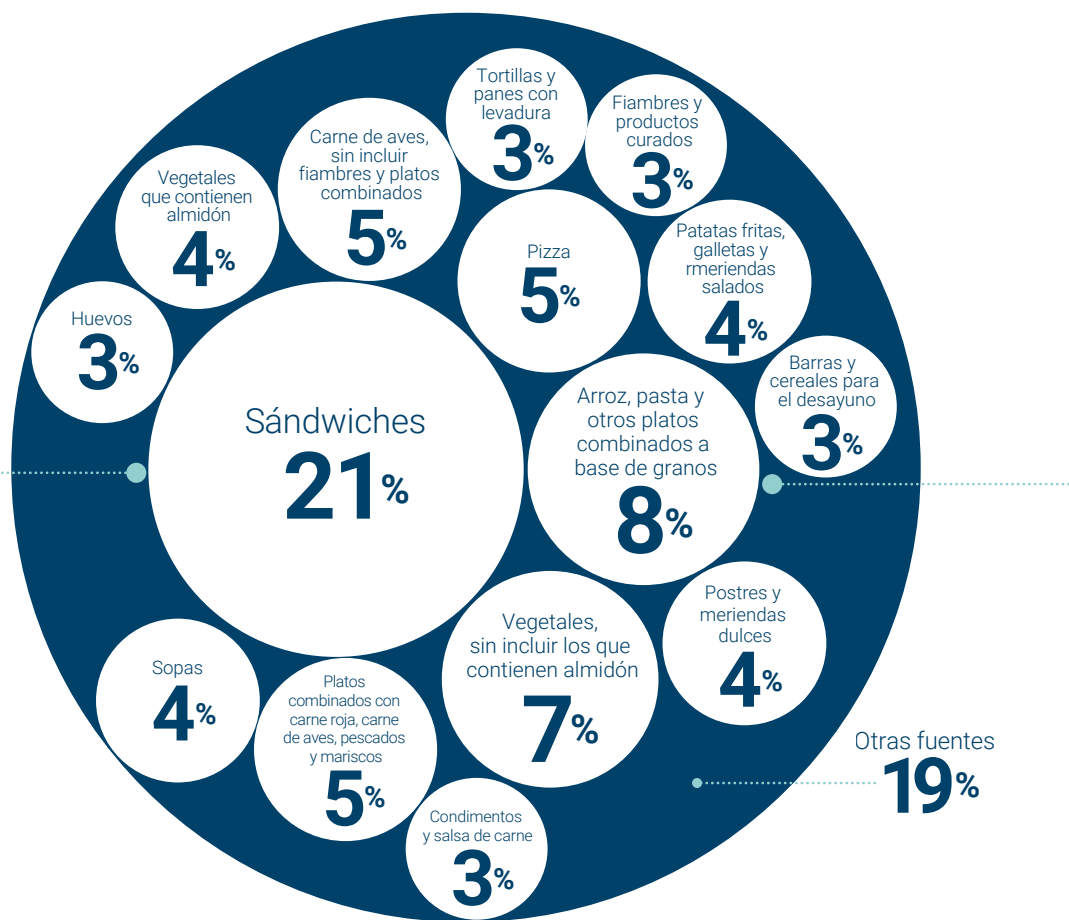 Tortillas y
panes con
levadura
3%
Fiambres y
productos
curados
3%
Carne de aves,
sin incluir
fiambres y platos
combinados
5%
Vegetales
que contienen
almidón
4%
Pizza
5%
Patatas fritas,
galletas y
rmeriendas
salados
4%
Huevos
3%
Barras y
cereales para
el desayuno
3%
Sándwiches
21%
Arroz, pasta y
otros platos
combinados a
base de granos
8%
Postres y
meriendas
dulces
4%
Vegetales,
sin incluir los que
contienen almidón
7%
Sopas
4%
Platos
combinados con
carne roja, carne
de aves, pescados
y mariscos
5%
Otras fuentes
19%
Condimentos
y salsa de carne
3%